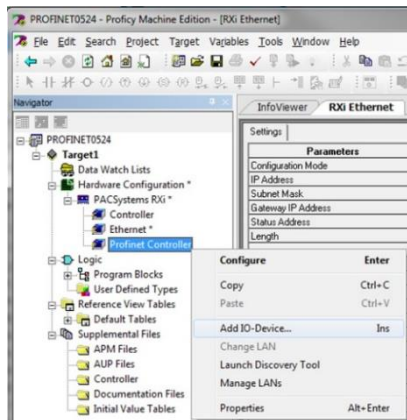 PROFINET0524 - Proficy Machine Edition - [RXi Ethernet]
File Edit Search Project Target Variables Tools Window Help
Navigator
InfoViewer RXi Ethernet
Settings
Parameters
Configuration Mode
IP Address
Subnet Mask
Gateway IP Address
Status Address
Length
PROFINET0524
Target1
Data Watch Lists
Hardware Configuration *
PACSystems RXi *
Controller
Ethernet *
Profinet Controller
Logic
Program Blocks
User Defined Types
Reference View Tables
Default Tables
Supplemental Files
APM Files
AUP Files
Controller
Documentation Files
Initial Value Tables
Configure Enter
Copy Ctrl+C
Paste Ctrl+V
Add IO-Device... Ins
Change LAN
Launch Discovery Tool
Manage LANs
Properties Alt+Enter